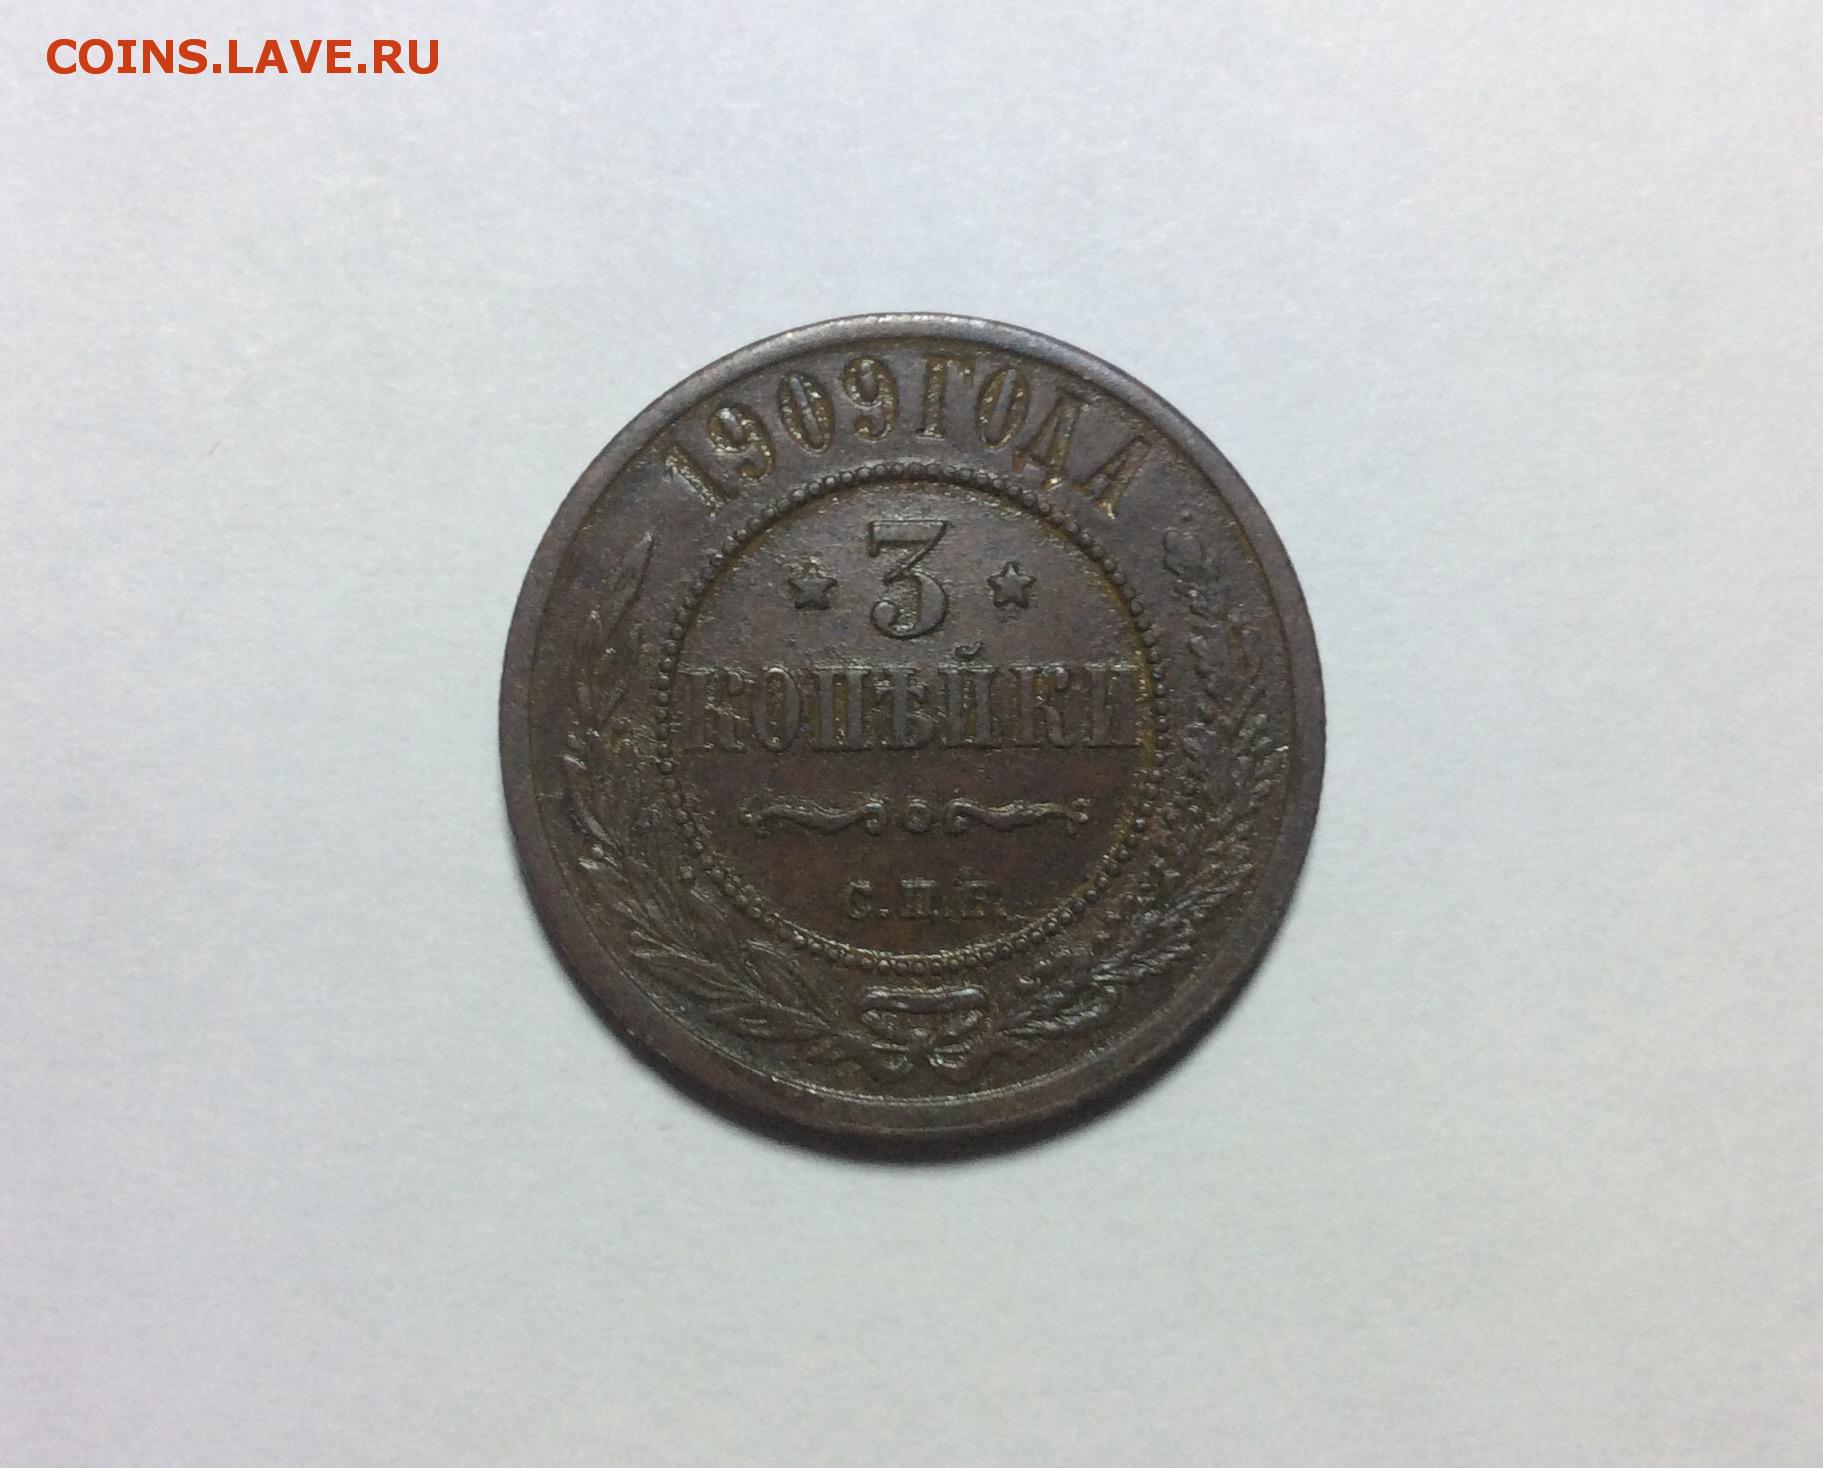 COINS.LAVE.RU
1909 ГОДА
3
КОПѢЙКИ
С.П.Б.